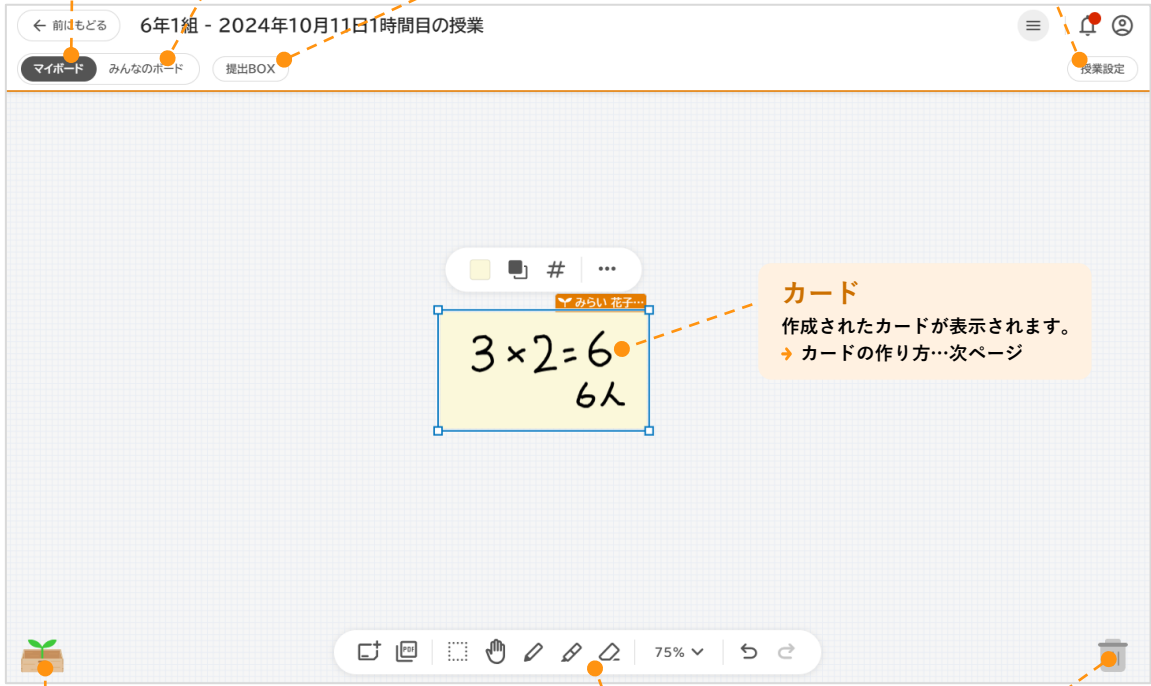 前にもどる
6年1組 - 2024年10月11日1時間目の授業
マイボード
みんなのボード
提出BOX
授業設定
#
みらい 花子…
3×2=6
6人
カード
作成されたカードが表示されます。
カードの作り方…次ページ
PDF
75%